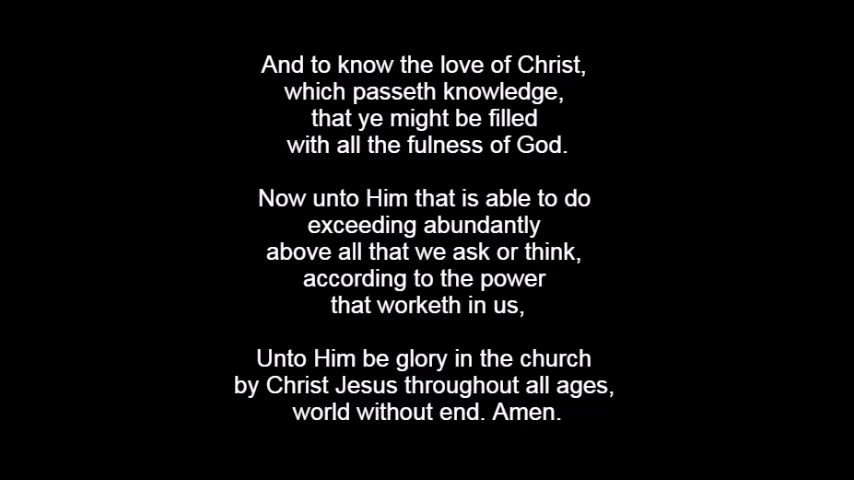 And to know the love of Christ,
which passeth knowledge,
that ye might be filled
with all the fulness of God.
Now unto Him that is able to do
exceeding abundantly
above all that we ask or think,
according to the power
that worketh in us,
Unto Him be glory in the church
by Christ Jesus throughout all ages,
world without end. Amen.